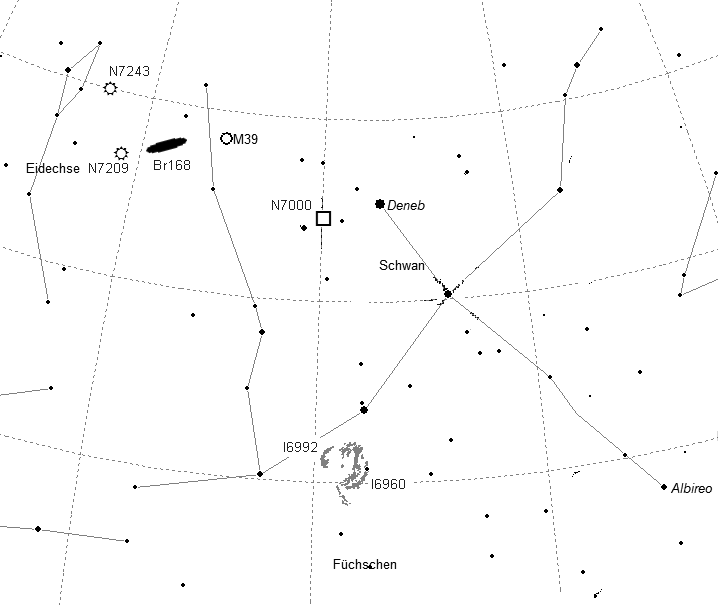 N7243
M39
Br168
Eidechse
N7209
N7000
Deneb
Schwan
I6992
I6960
Albireo
Füchschen